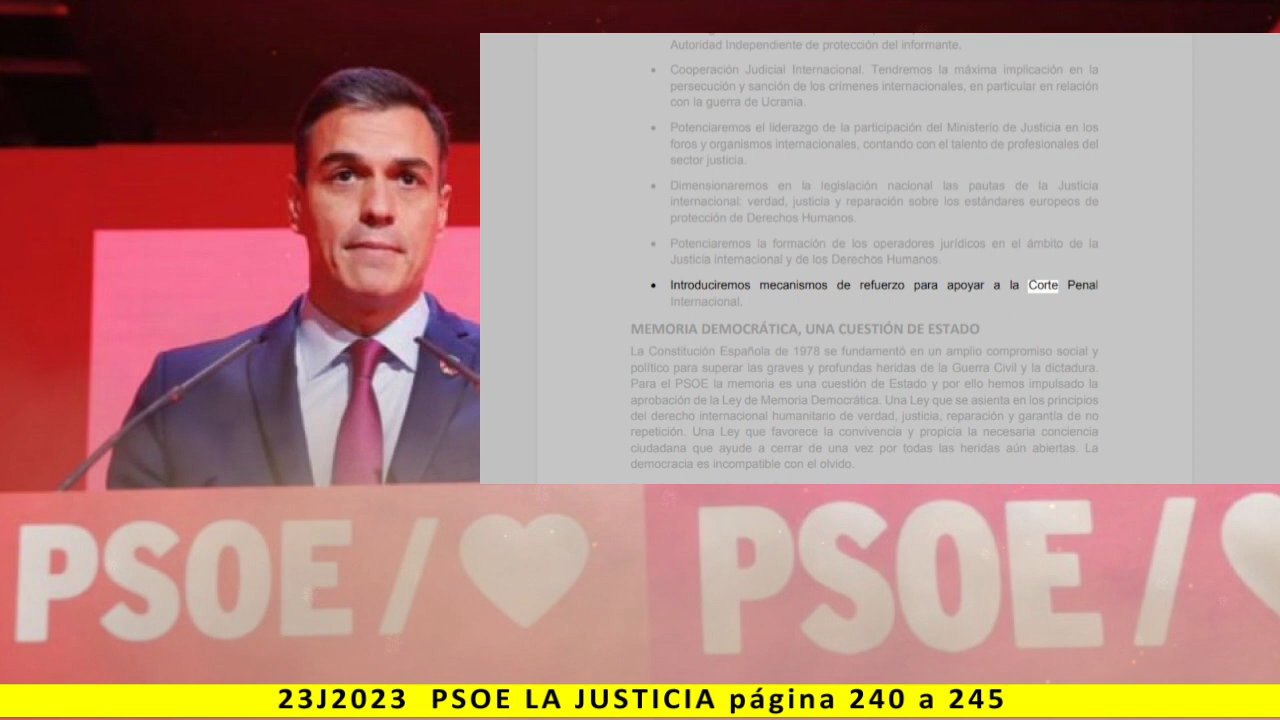 Autoridad Independiente de protección del informante.
• Cooperación Judicial Internacional. Tendremos la máxima implicación en la
persecución y sanción de los crímenes internacionales, en particular en relación
con la guerra de Ucrania.
• Potenciaremos el liderazgo de la participación del Ministerio de Justicia en los
foros y organismos internacionales, contando con el talento de profesionales del
sector justicia.
• Dimensionaremos en la legislación nacional las pautas de la Justicia
internacional: verdad, justicia y reparación sobre los estándares europeos de
protección de Derechos Humanos.
• Potenciaremos la formación de los operadores jurídicos en el ámbito de la
Justicia Internacional y de los Derechos Humanos.
• Introduciremos mecanismos de refuerzo para apoyar a la Corte Penal
Internacional.
MEMORIA DEMOCRÁTICA, UNA CUESTIÓN DE ESTADO
La Constitución Española de 1978 se fundamentó en un amplio compromiso social y
político para superar las graves y profundas heridas de la Guerra Civil y la dictadura.
Para el PSOE la memoria es una cuestión de Estado y por ello hemos impulsado la
aprobación de la Ley de Memoria Democrática. Una Ley que se asienta en los principios
del derecho internacional humanitario de verdad, justicia, reparación y garantía de no
repetición. Una Ley que favorece la convivencia y propicia la necesaria conciencia
ciudadana que ayude a cerrar de una vez por todas las heridas aún abiertas. La
democracia es incompatible con el olvido.
PSOE /
PSOE /
23J2023 PSOE LA JUSTICIA página 240 a 245